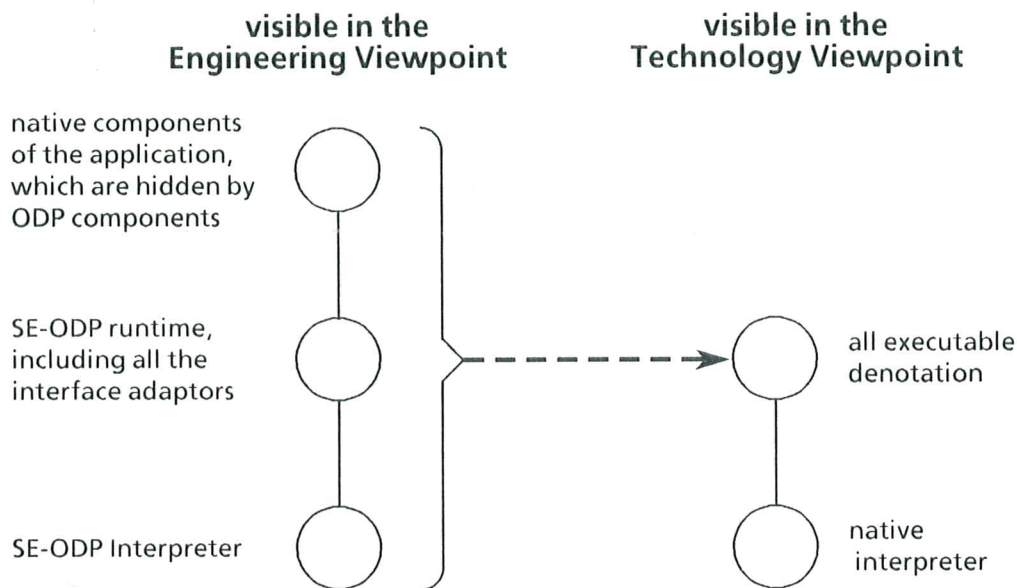 visible in the
Engineering Viewpoint
visible in the
Technology Viewpoint
native components
of the application,
which are hidden by
ODP components
SE-ODP runtime,
including all the
interface adaptors
all executable
denotation
SE-ODP Interpreter
native
interpreter